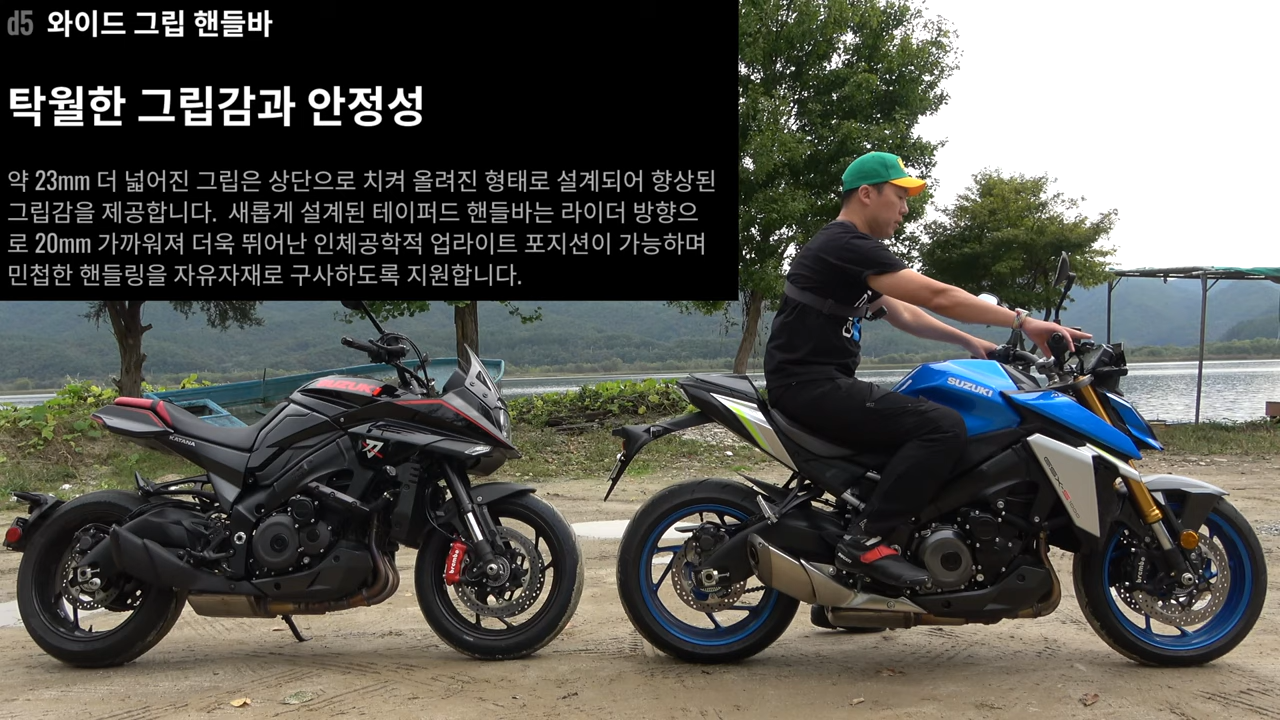 d5 와이드 그립 핸들바
탁월한 그립감과 안정성
약 23mm 더 넓어진 그립은 상단으로 치켜 올려진 형태로 설계되어 향상된
그립감을 제공합니다. 새롭게 설계된 테이퍼드 핸들바는 라이더 방향으
로 20mm 가까워져 더욱 뛰어난 인체공학적 업라이트 포지션이 가능하며
민첩한 핸들링을 자유자재로 구사하도록 지원합니다.
SUZUKI
KATANA
brembo
SUZUKI
brembo